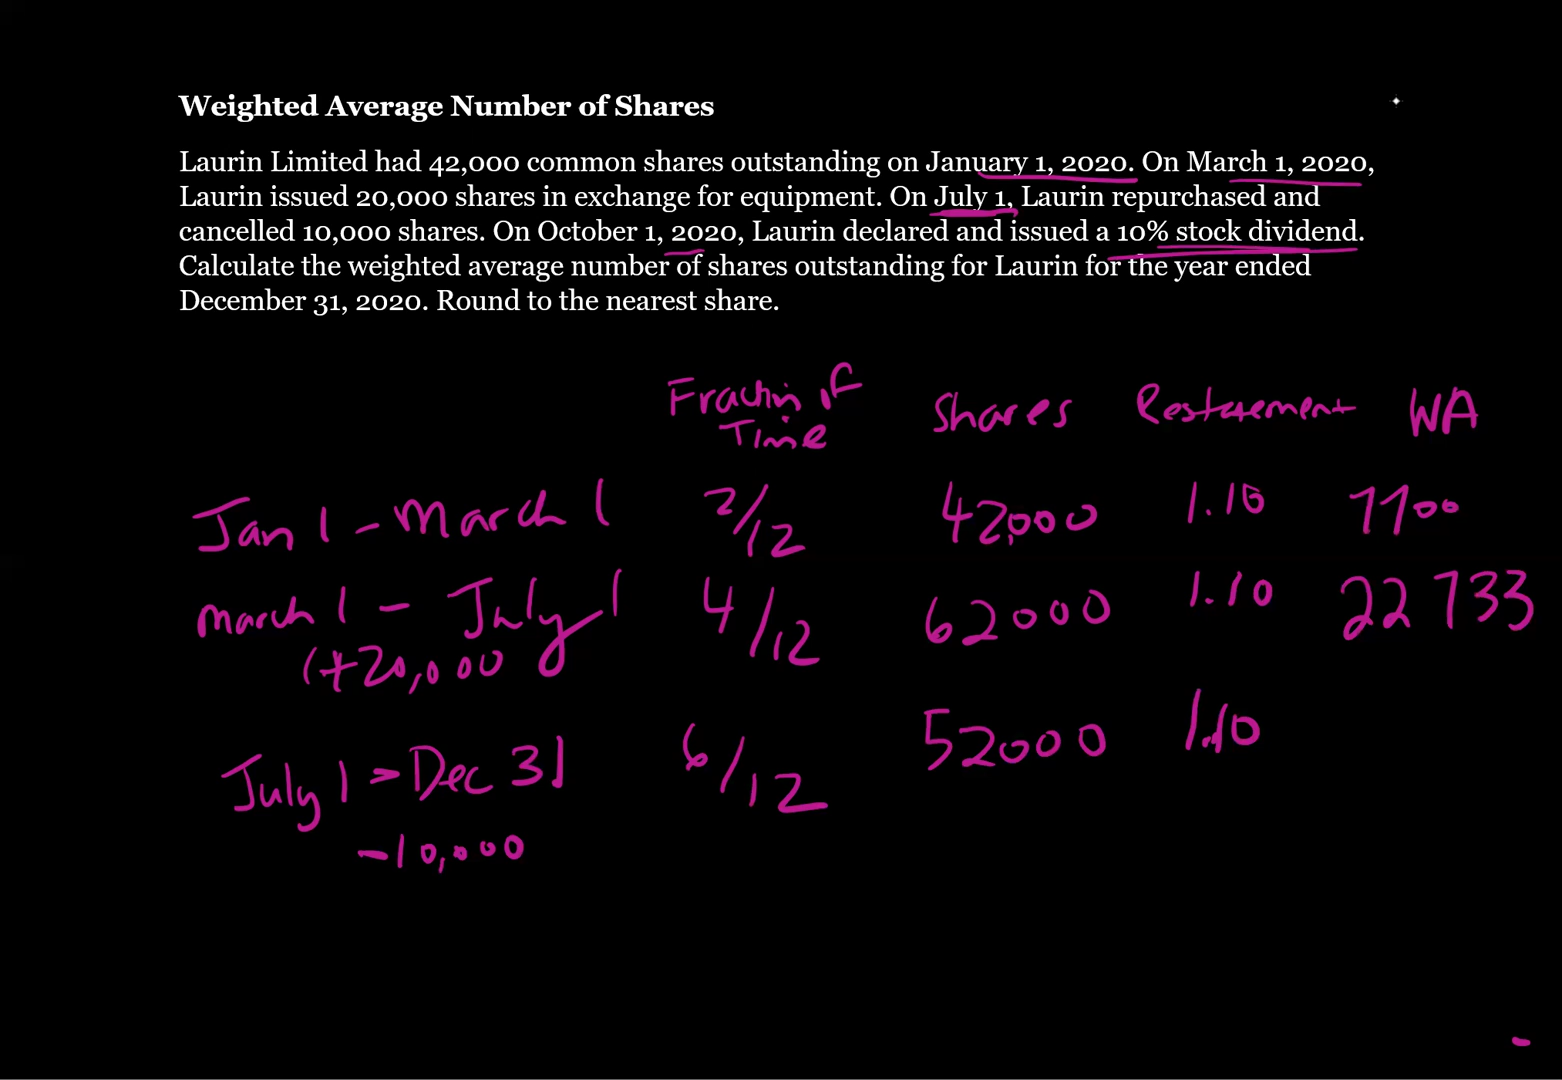 Weighted Average Number of Shares
Laurin Limited had 42,000 common shares outstanding on January 1, 2020. On March 1, 2020,
Laurin issued 20,000 shares in exchange for equipment. On July 1, Laurin repurchased and
cancelled 10,000 shares. On October 1, 2020, Laurin declared and issued a 10% stock dividend.
Calculate the weighted average number of shares outstanding for Laurin for the year ended
December 31, 2020. Round to the nearest share.
Fraction of Time Shares Restatement WA
Jan 1 - March 1 2/12 42,000 1.10 7700
March 1 - July 1 4/12 62000 1.10 22733
(+20,000
July 1 - Dec 31 6/12 52000 1.10
-10,000